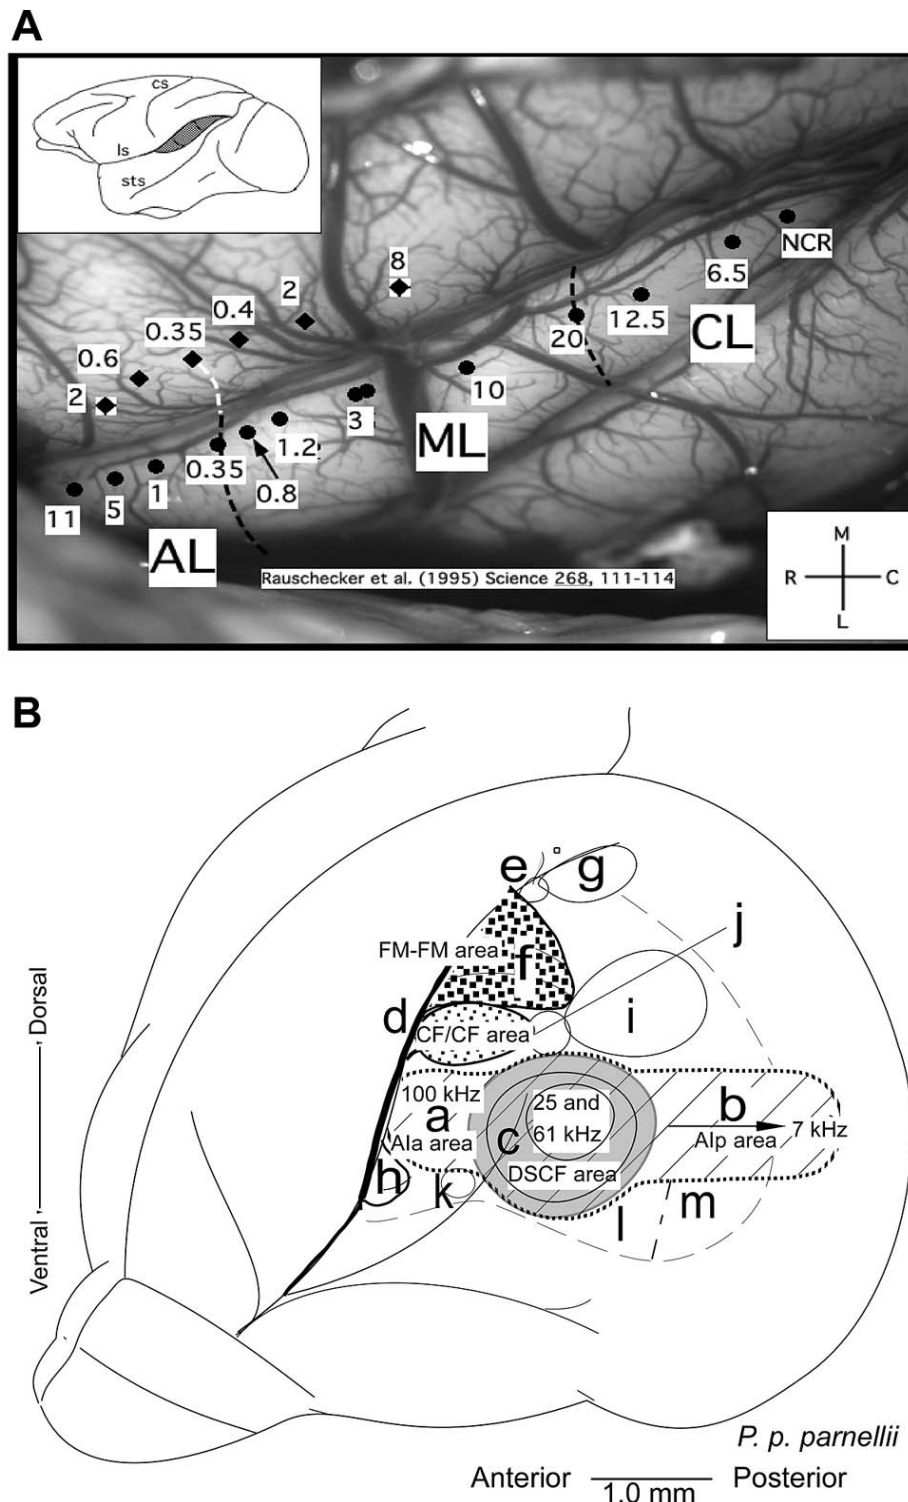 A
cs
ls
sts
8
2
0.4
0.35
0.6
2
NCR
6.5
12.5
20
CL
10
ML
3
1.2
0.35
0.8
1
5
11
AL
Rauschecker et al. (1995) Science 268, 111-114
M
R
C
L
B
e
g
j
FM-FM area
f
i
d
CF/CF area
100 kHz
25 and
a
b
61 kHz
c
7 kHz
AIa area
AIp area
DSCF area
h
k
l
m
Ventral
Dorsal
P. p. parnellii
Anterior
Posterior
1.0 mm